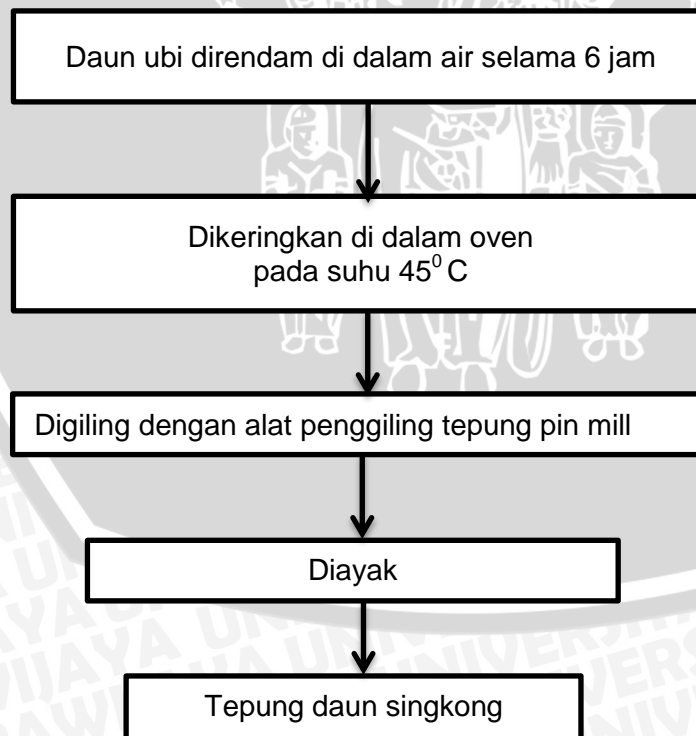 Daun ubi direndam di dalam air selama 6 jam
Dikeringkan di dalam oven
pada suhu 45⁰ C
Digiling dengan alat penggiling tepung pin mill
Diayak
Tepung daun singkong